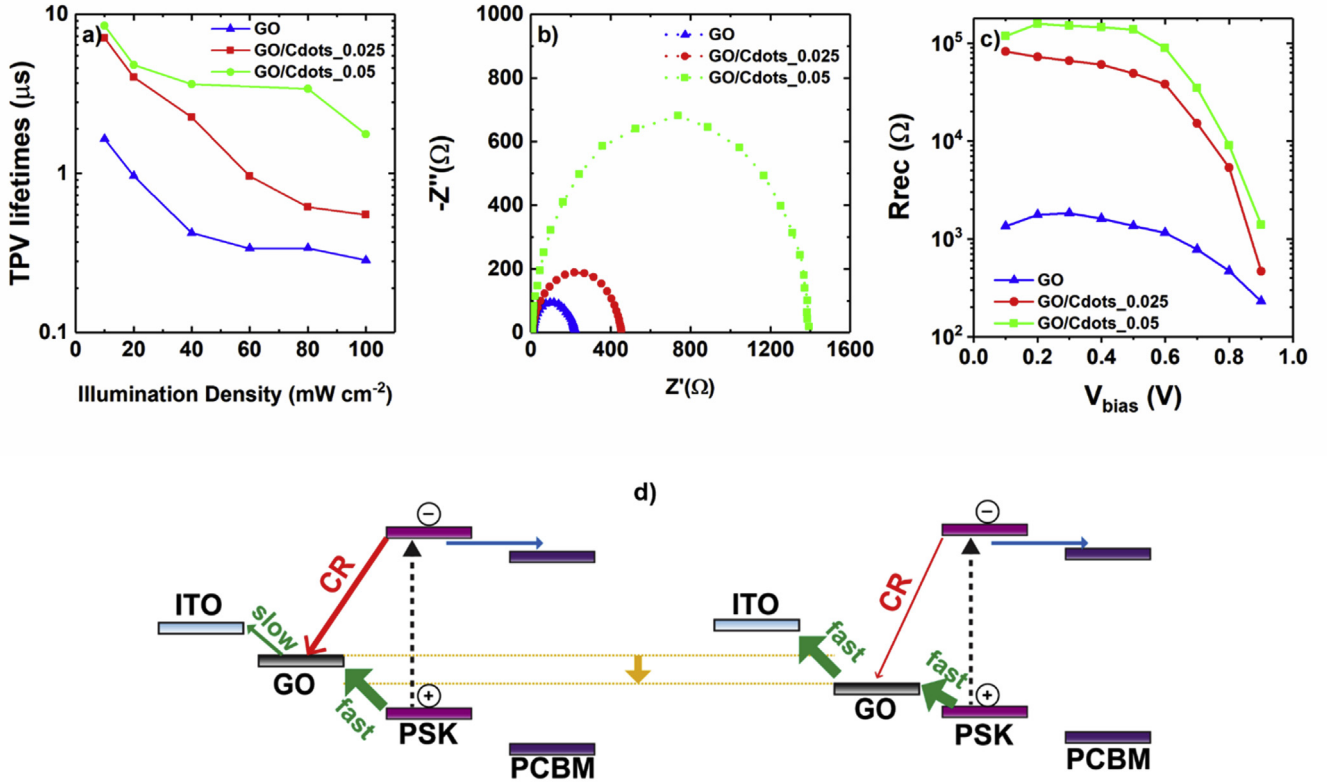 a)
GO
GO/Cdots_0.025
GO/Cdots_0.05
10
1
0.1
0 20 40 60 80 100
TPV lifetimes (μs)
Illumination Density (mW cm-2)
b)
GO
GO/Cdots_0.025
GO/Cdots_0.05
-1000
800
600
400
200
0
0 400 800 1200 1600
-Z''(Ω)
Z'(Ω)
c)
GO
GO/Cdots_0.025
GO/Cdots_0.05
10^5
10^4
10^3
10^2
0.0 0.2 0.4 0.6 0.8 1.0
Rrec (Ω)
Vbias (V)
d)
−
CR
ITO
slow
GO
fast
+
PSK
PCBM
−
CR
ITO
fast
fast
GO
+
PSK
PCBM